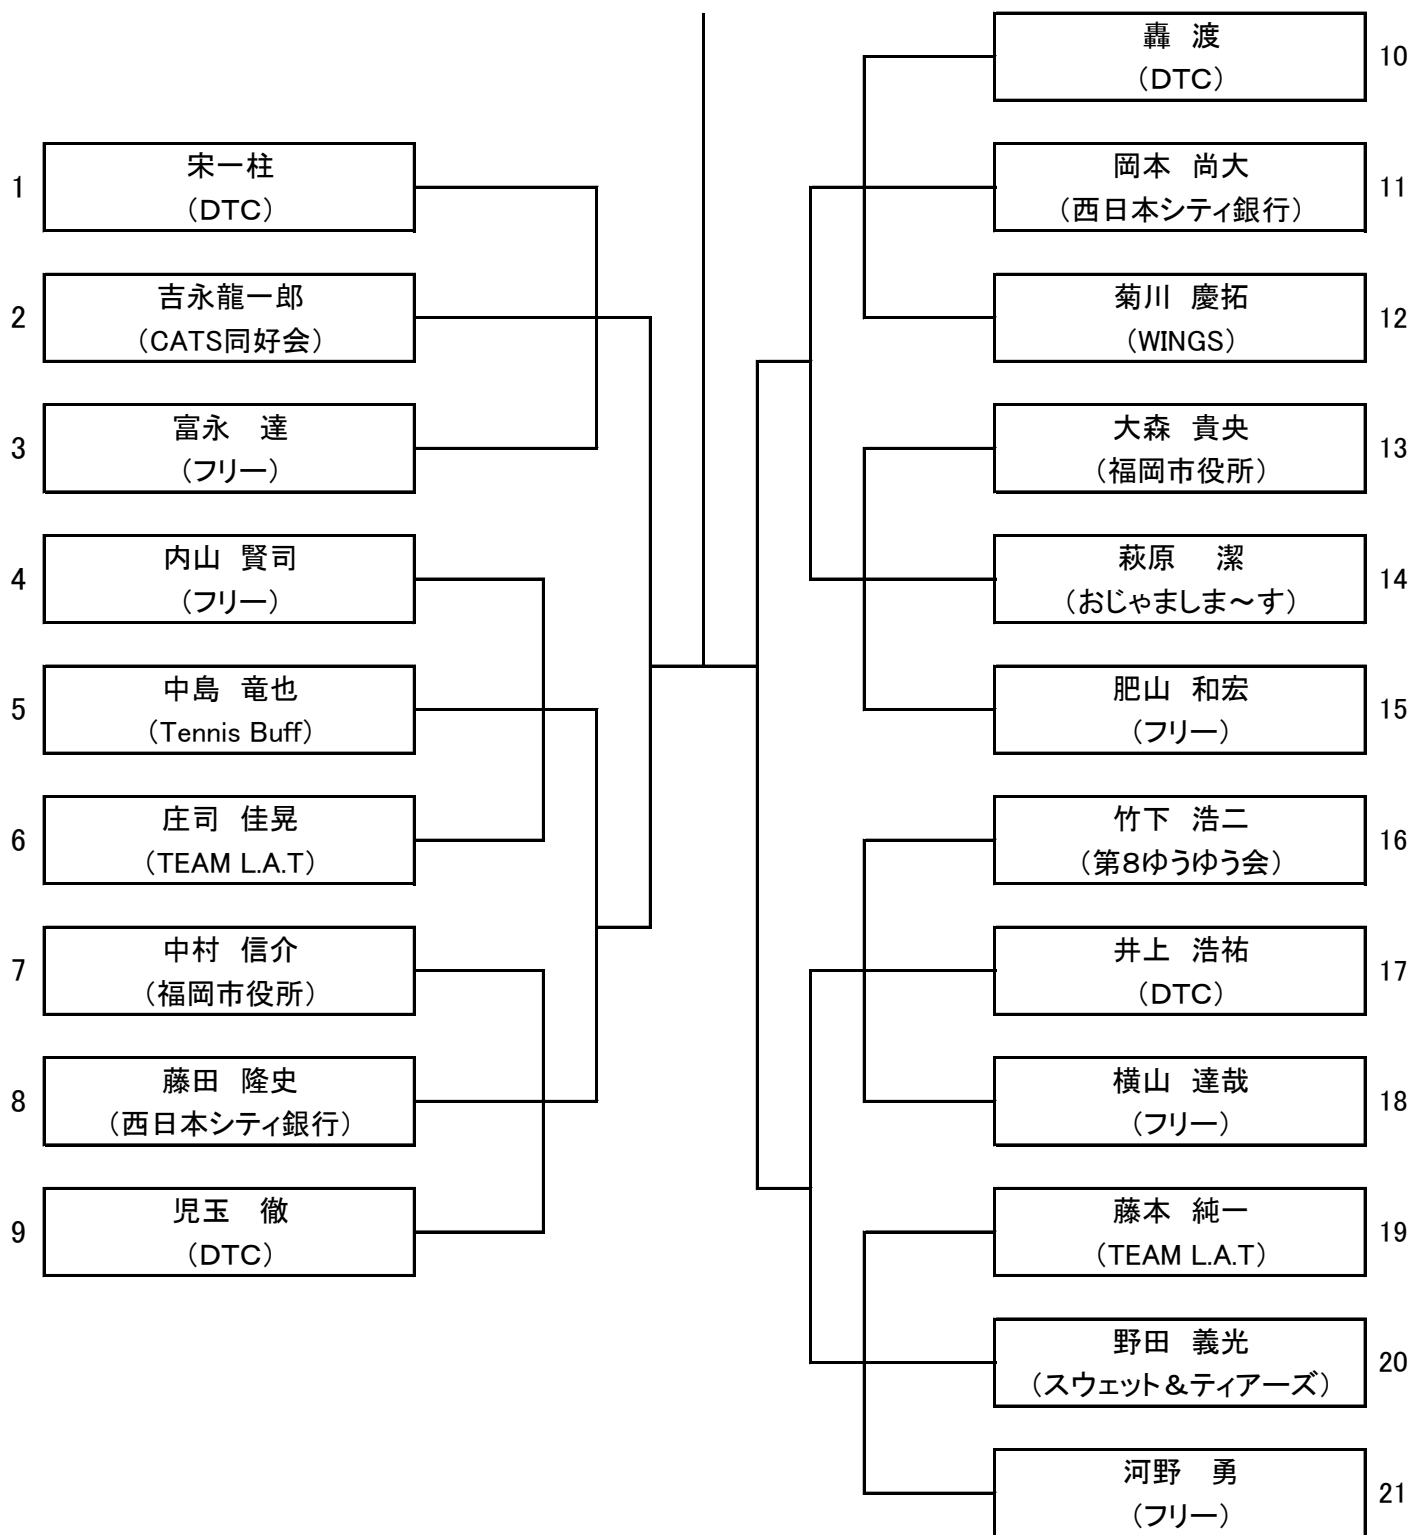 1
宋一柱
（DTC）
2
吉永龍一郎
（CATS同好会）
3
富永　達
（フリー）
4
内山　賢司
（フリー）
5
中島　竜也
（Tennis Buff）
6
庄司　佳晃
（TEAM L.A.T）
7
中村　信介
（福岡市役所）
8
藤田　隆史
（西日本シティ銀行）
9
児玉　徹
（DTC）
轟　渡
（DTC）
10
岡本　尚大
（西日本シティ銀行）
11
菊川　慶拓
（WINGS）
12
大森　貴央
（福岡市役所）
13
萩原　潔
（おじゃましま～す）
14
肥山　和宏
（フリー）
15
竹下　浩二
（第8ゆうゆう会）
16
井上　浩祐
（DTC）
17
横山　達哉
（フリー）
18
藤本　純一
（TEAM L.A.T）
19
野田　義光
（スウェット＆ティアーズ）
20
河野　勇
（フリー）
21